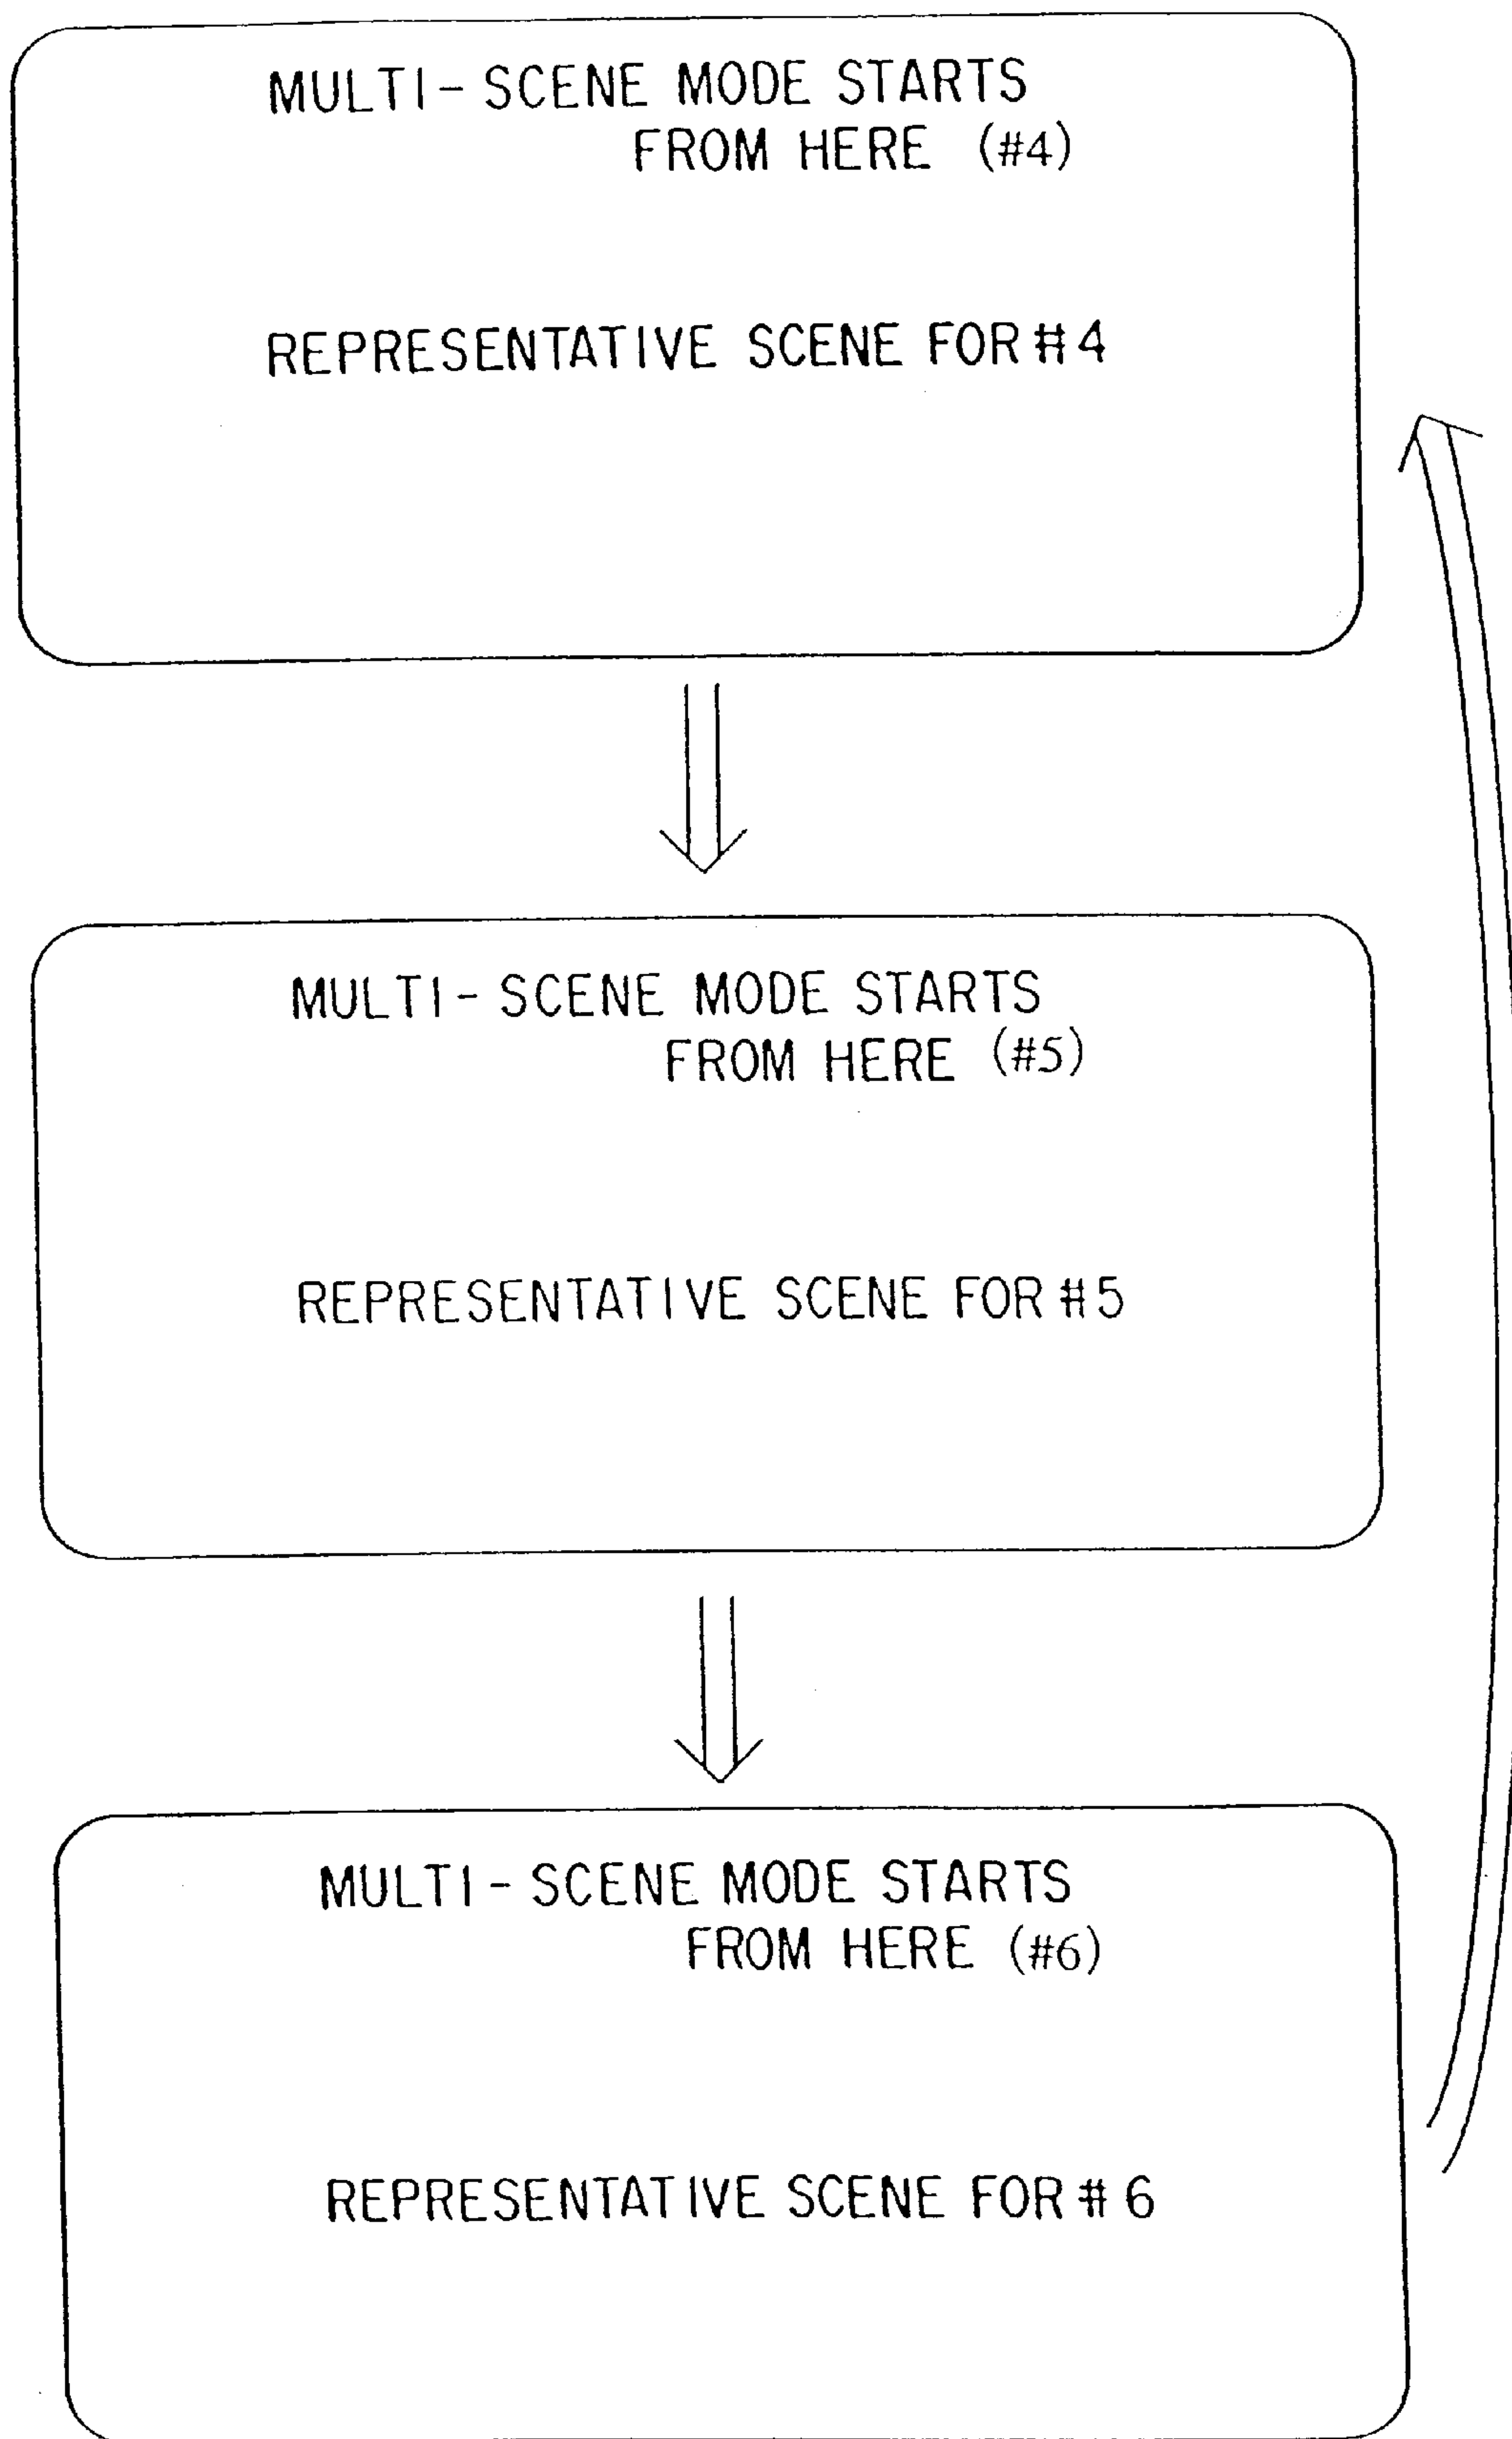 MULTI-SCENE MODE STARTS
FROM HERE (#4)
REPRESENTATIVE SCENE FOR #4
MULTI-SCENE MODE STARTS
FROM HERE (#5)
REPRESENTATIVE SCENE FOR #5
MULTI-SCENE MODE STARTS
FROM HERE (#6)
REPRESENTATIVE SCENE FOR #6